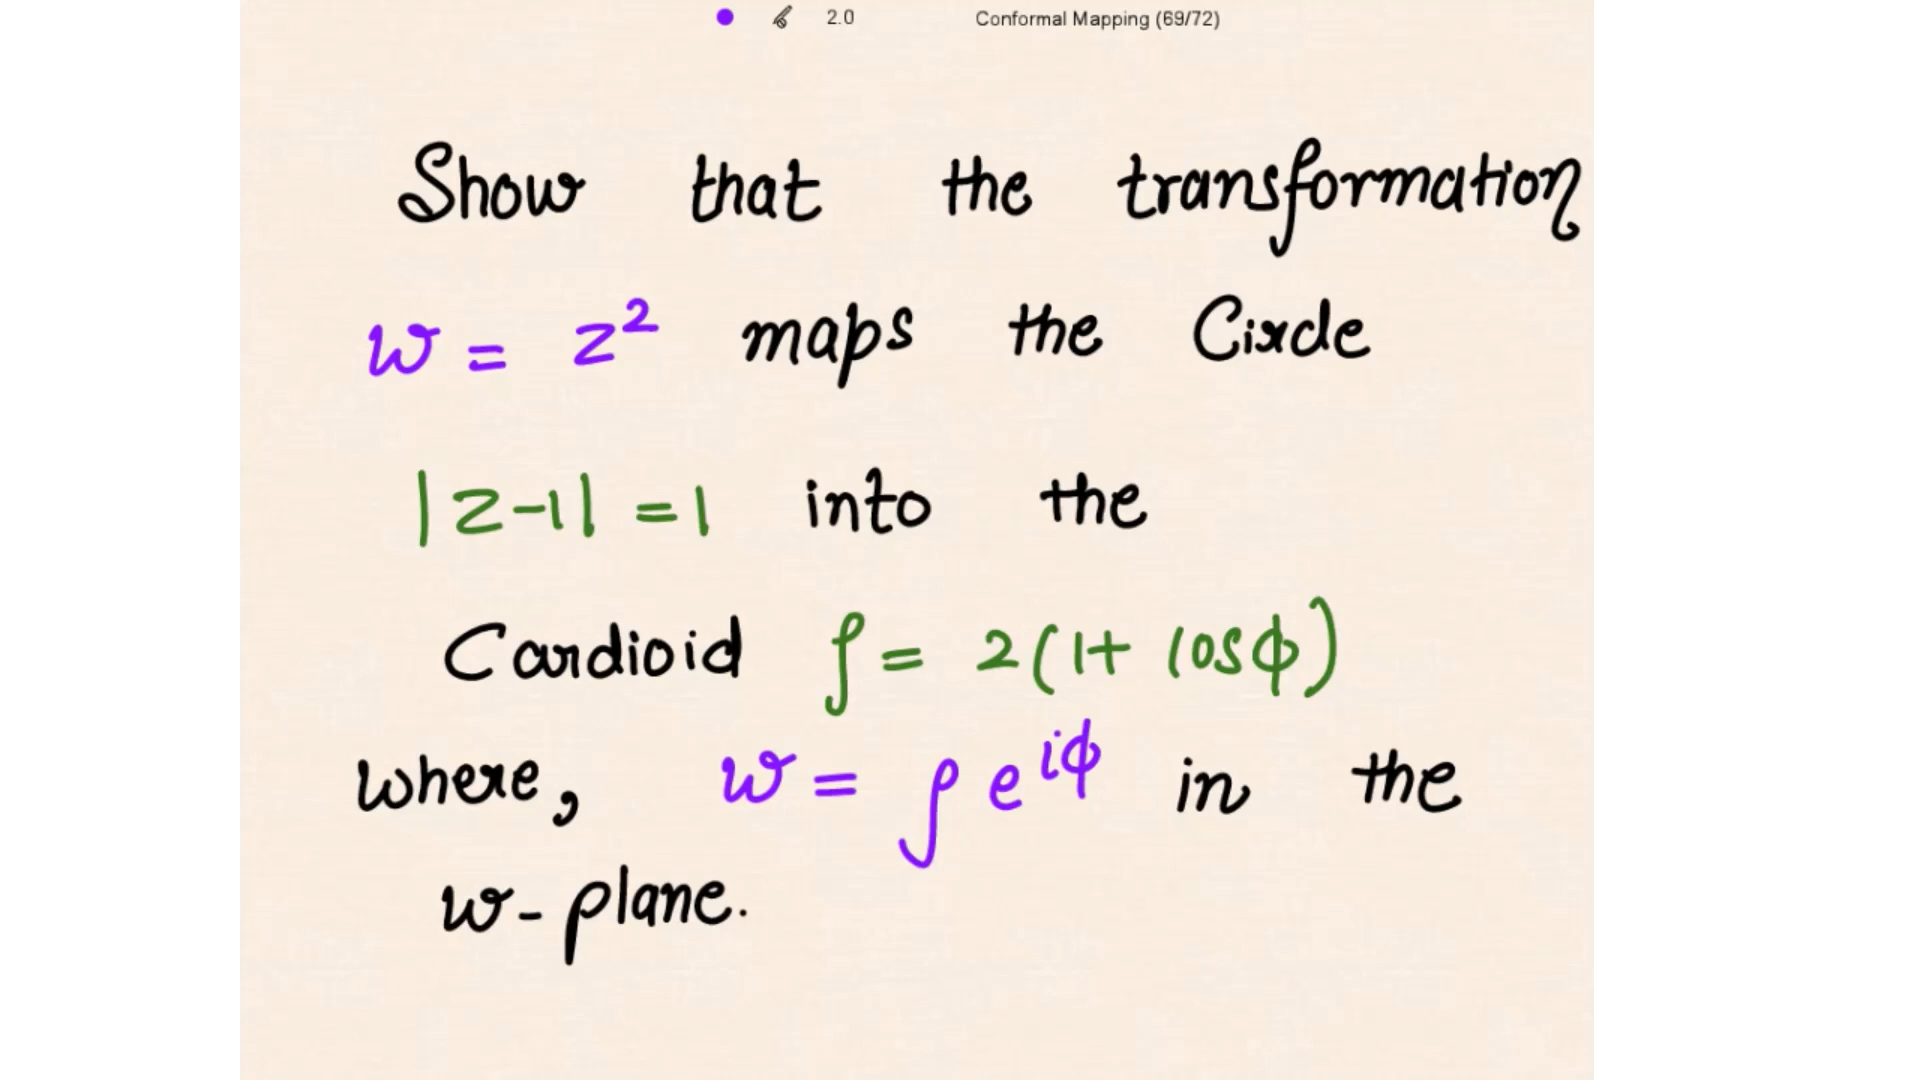 2.0 Conformal Mapping (69/72)
Show that the transformation
w = z² maps the Circle
|z-1| = 1 into the
Cardioid ρ = 2(1+ cosϕ)
where, w = ρ e^{iϕ} in the
w-plane.